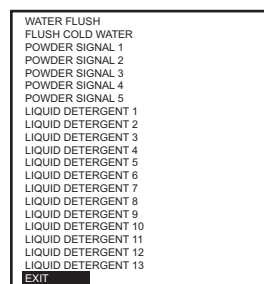 WATER FLUSH
FLUSH COLD WATER
POWDER SIGNAL 1
POWDER SIGNAL 2
POWDER SIGNAL 3
POWDER SIGNAL 4
POWDER SIGNAL 5
LIQUID DETERGENT 1
LIQUID DETERGENT 2
LIQUID DETERGENT 3
LIQUID DETERGENT 4
LIQUID DETERGENT 5
LIQUID DETERGENT 6
LIQUID DETERGENT 7
LIQUID DETERGENT 8
LIQUID DETERGENT 9
LIQUID DETERGENT 10
LIQUID DETERGENT 11
LIQUID DETERGENT 12
LIQUID DETERGENT 13
EXIT